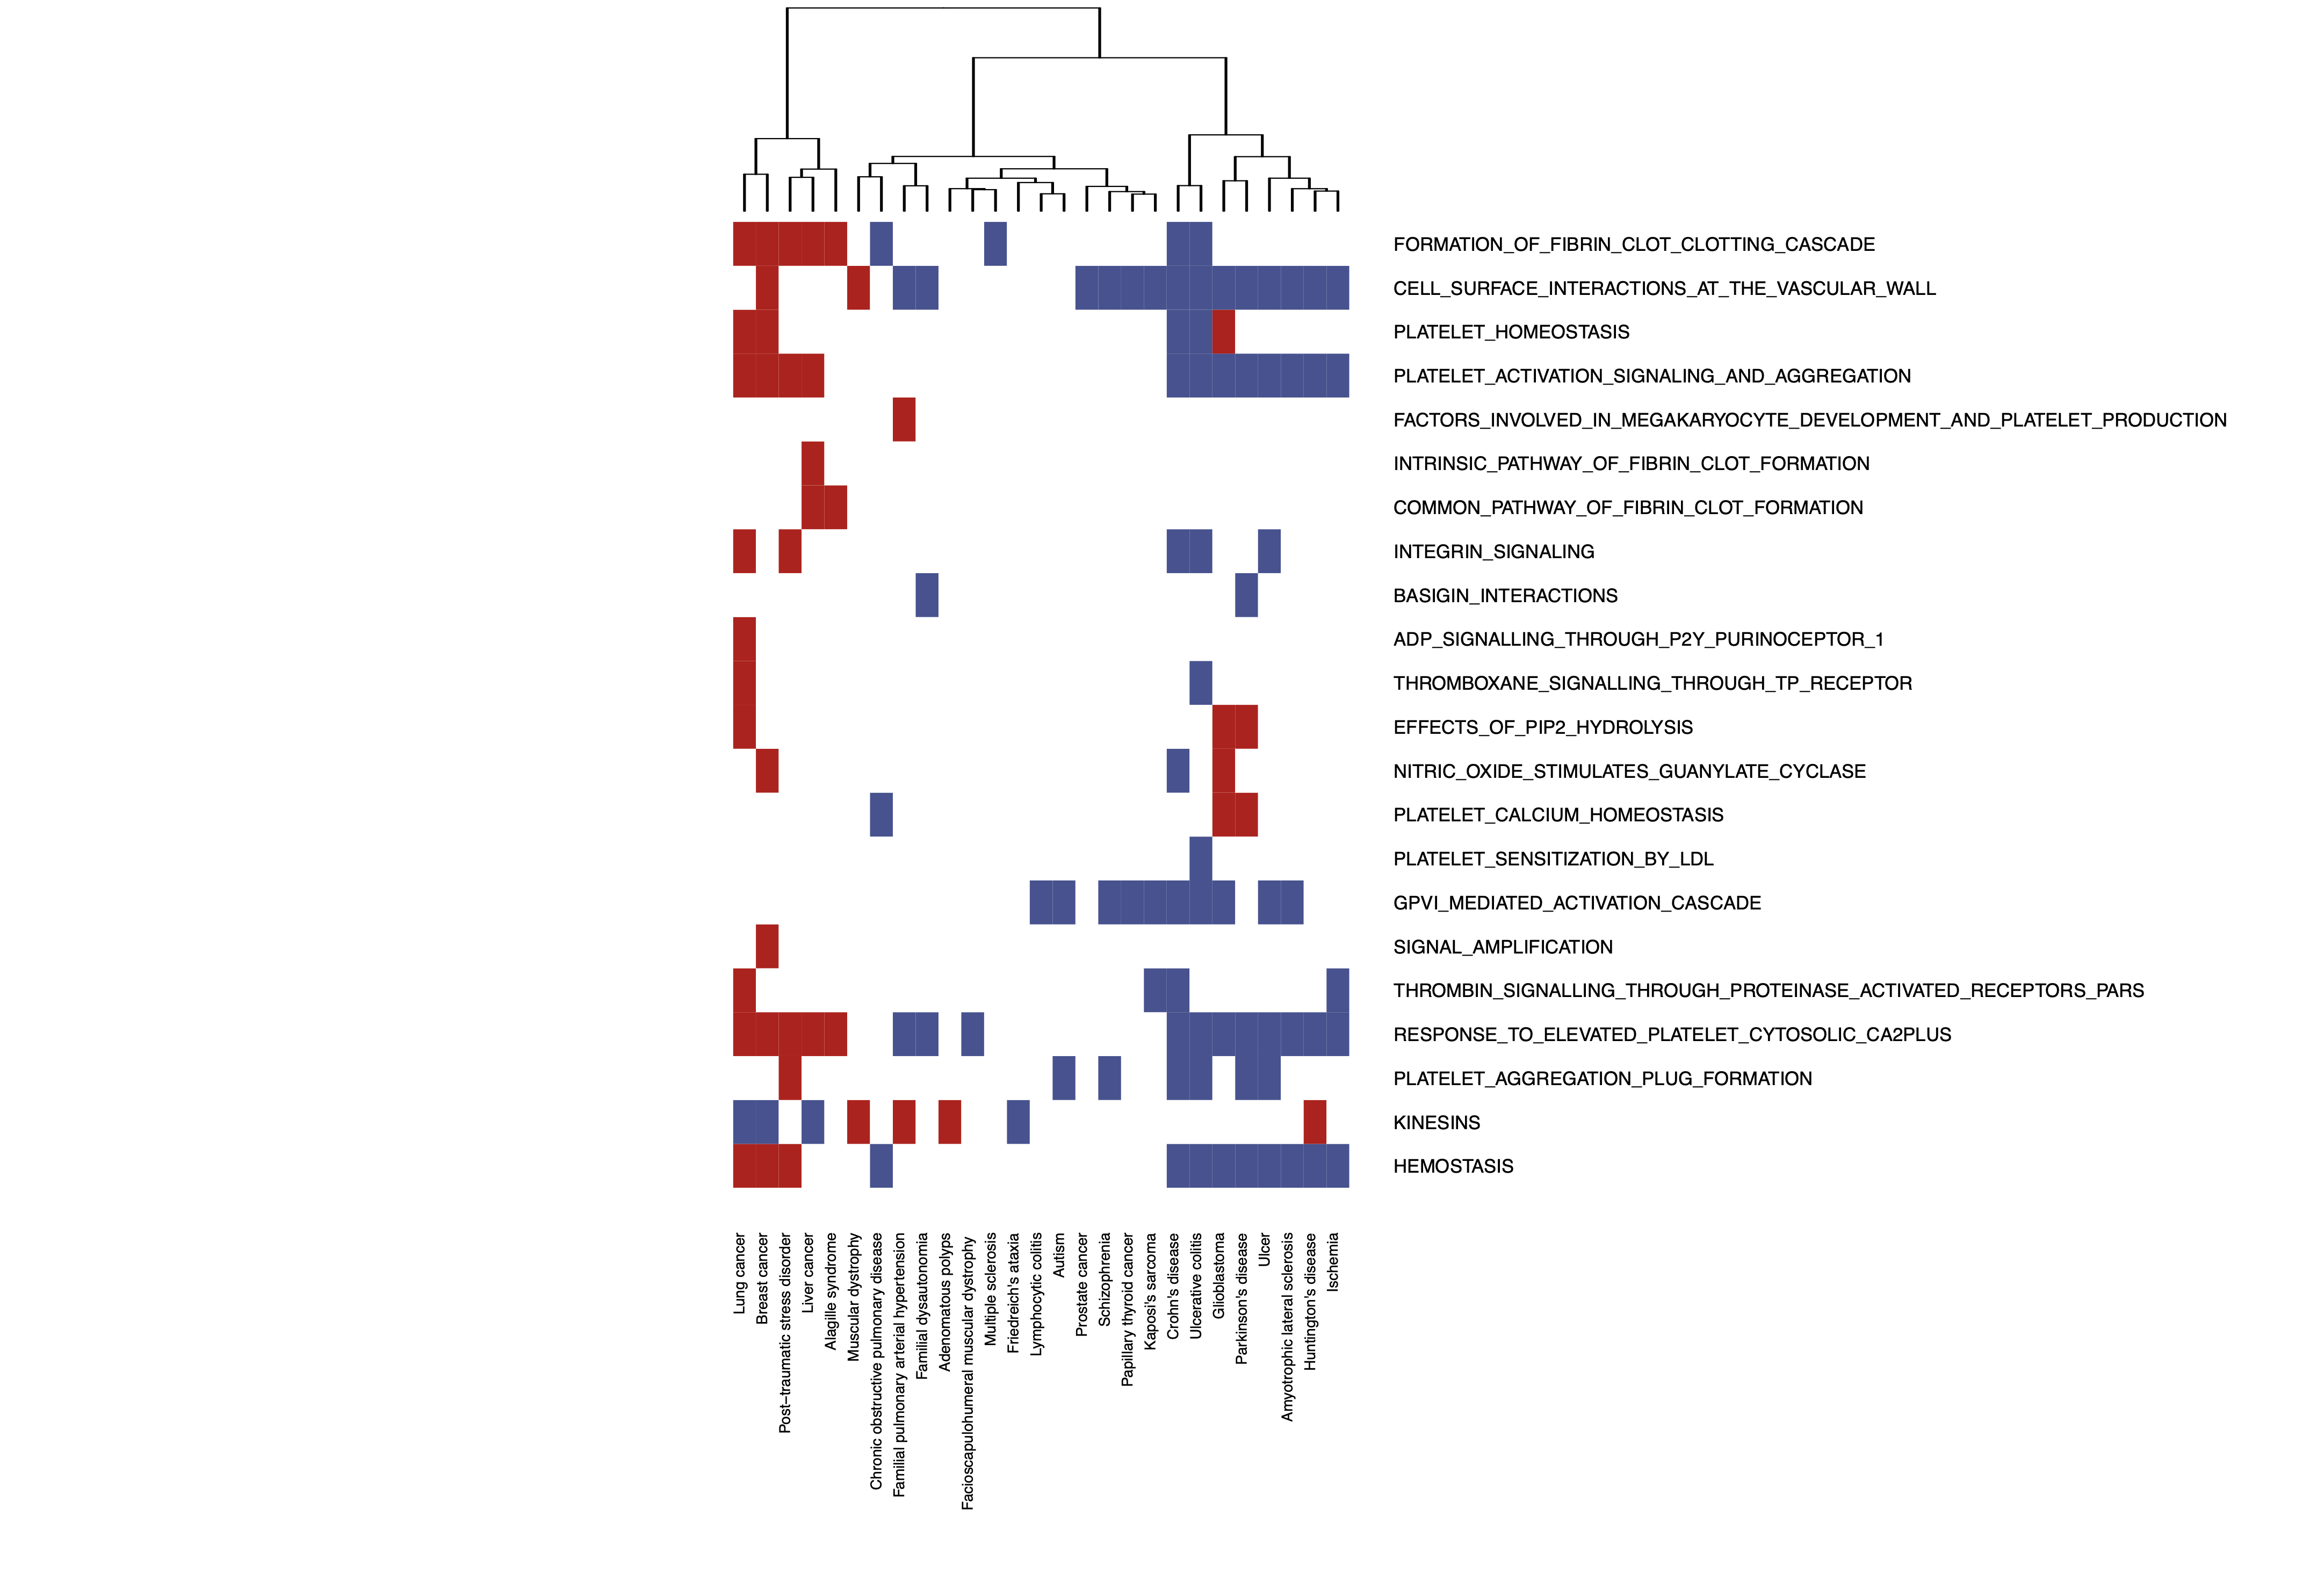 FORMATION_OF_FIBRIN_CLOT_CLOTTING_CASCADE
CELL_SURFACE_INTERACTIONS_AT_THE_VASCULAR_WALL
PLATELET_HOMEOSTASIS
PLATELET_ACTIVATION_SIGNALING_AND_AGGREGATION
FACTORS_INVOLVED_IN_MEGAKARYOCYTE_DEVELOPMENT_AND_PLATELET_PRODUCTION
INTRINSIC_PATHWAY_OF_FIBRIN_CLOT_FORMATION
COMMON_PATHWAY_OF_FIBRIN_CLOT_FORMATION
INTEGRIN_SIGNALING
BASIGIN_INTERACTIONS
ADP_SIGNALLING_THROUGH_P2Y_PURINOCEPTOR_1
THROMBOXANE_SIGNALLING_THROUGH_TP_RECEPTOR
EFFECTS_OF_PIP2_HYDROLYSIS
NITRIC_OXIDE_STIMULATES_GUANYLATE_CYCLASE
PLATELET_CALCIUM_HOMEOSTASIS
PLATELET_SENSITIZATION_BY_LDL
GPVI_MEDIATED_ACTIVATION_CASCADE
SIGNAL_AMPLIFICATION
THROMBIN_SIGNALLING_THROUGH_PROTEINASE_ACTIVATED_RECEPTORS_PARS
RESPONSE_TO_ELEVATED_PLATELET_CYTOSOLIC_CA2PLUS
PLATELET_AGGREGATION_PLUG_FORMATION
KINESINS
HEMOSTASIS
Lung cancer
Breast cancer
Post−traumatic stress disorder
Liver cancer
Alagille syndrome
Muscular dystrophy
Chronic obstructive pulmonary disease
Familial pulmonary arterial hypertension
Familial dysautonomia
Adenomatous polyps
Facioscapulohumeral muscular dystrophy
Multiple sclerosis
Friedreich's ataxia
Lymphocytic colitis
Autism
Prostate cancer
Schizophrenia
Papillary thyroid cancer
Kaposi's sarcoma
Crohn's disease
Ulcerative colitis
Glioblastoma
Parkinson's disease
Ulcer
Amyotrophic lateral sclerosis
Huntington's disease
Ischemia